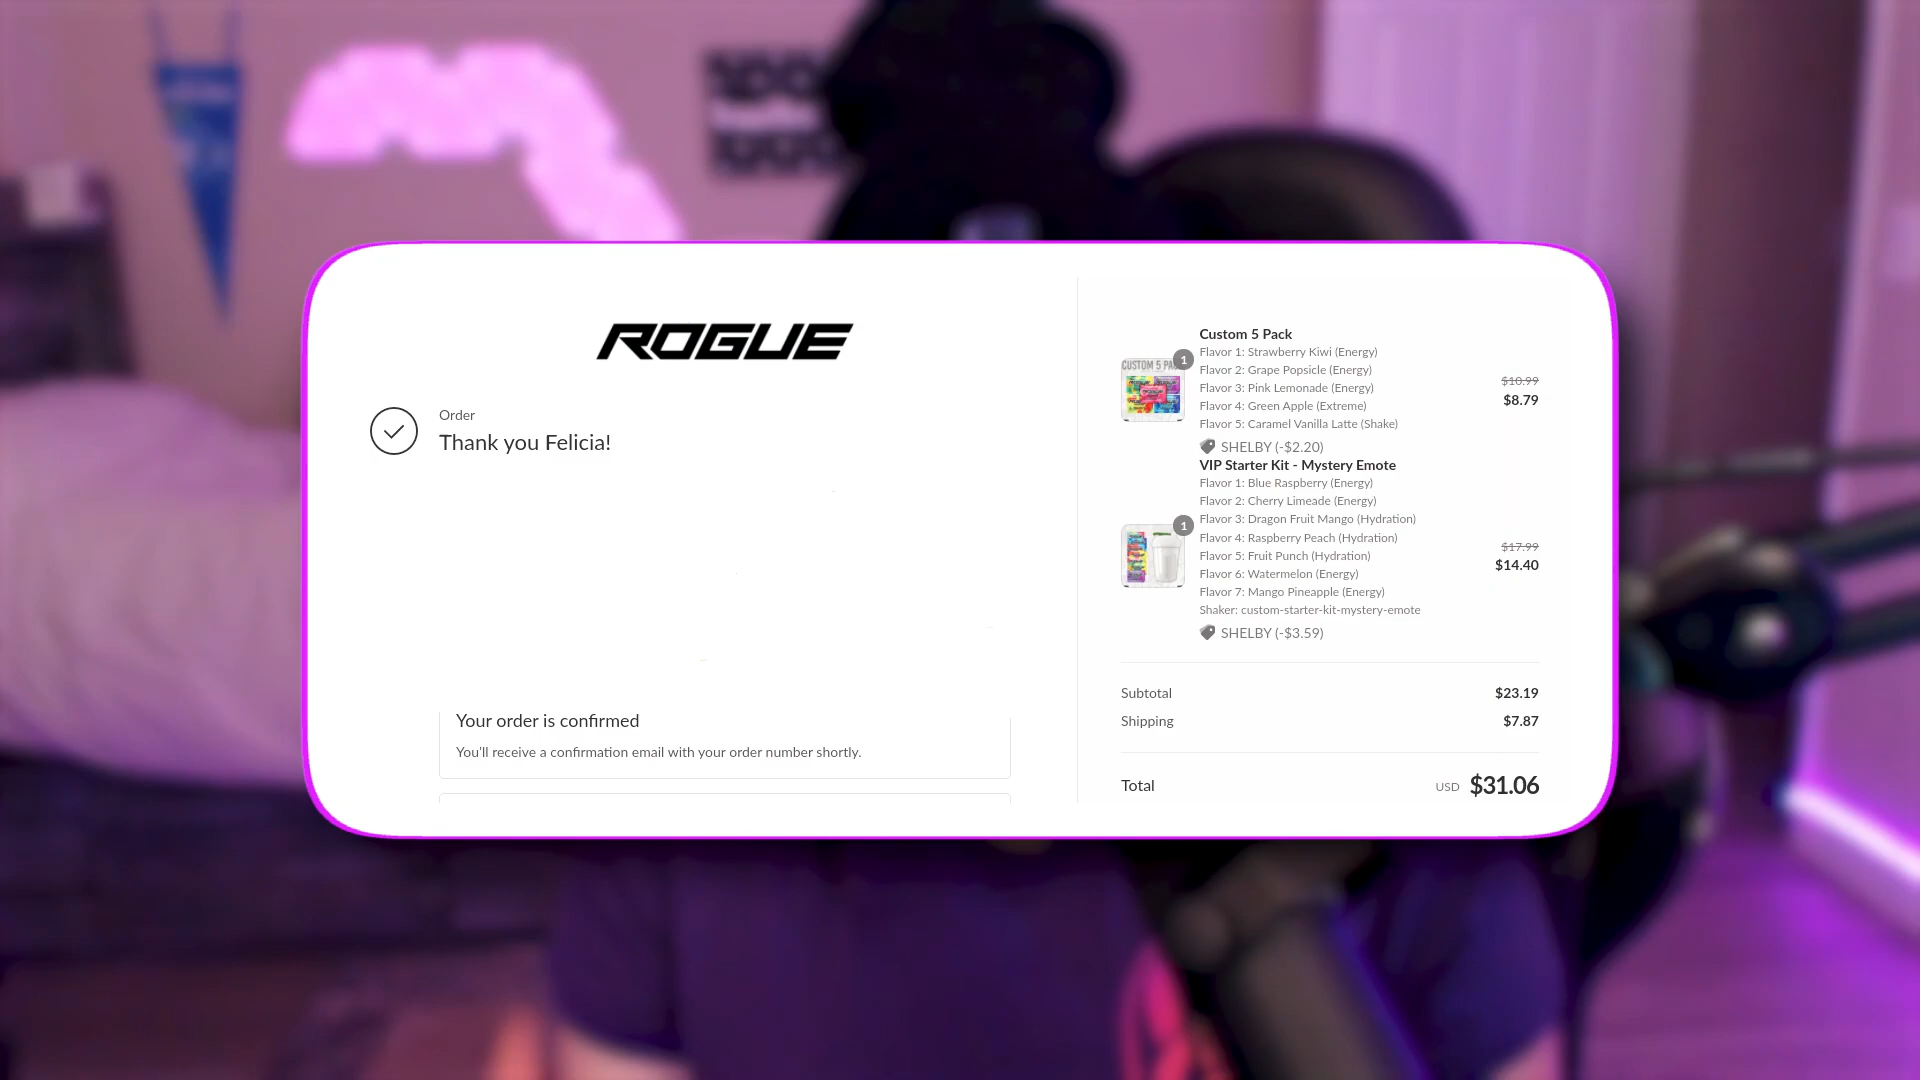 ROGUE
Order
Thank you Felicia!
Your order is confirmed
You'll receive a confirmation email with your order number shortly.
CUSTOM 5 PA
1
Custom 5 Pack
Flavor 1: Strawberry Kiwi (Energy)
Flavor 2: Grape Popsicle (Energy)
Flavor 3: Pink Lemonade (Energy)
Flavor 4: Green Apple (Extreme)
Flavor 5: Caramel Vanilla Latte (Shake)
SHELBY (-$2.20)
$10.99
$8.79
1
VIP Starter Kit - Mystery Emote
Flavor 1: Blue Raspberry (Energy)
Flavor 2: Cherry Limeade (Energy)
Flavor 3: Dragon Fruit Mango (Hydration)
Flavor 4: Raspberry Peach (Hydration)
Flavor 5: Fruit Punch (Hydration)
Flavor 6: Watermelon (Energy)
Flavor 7: Mango Pineapple (Energy)
Shaker: custom-starter-kit-mystery-emote
SHELBY (-$3.59)
$17.99
$14.40
Subtotal $23.19
Shipping $7.87
Total USD $31.06